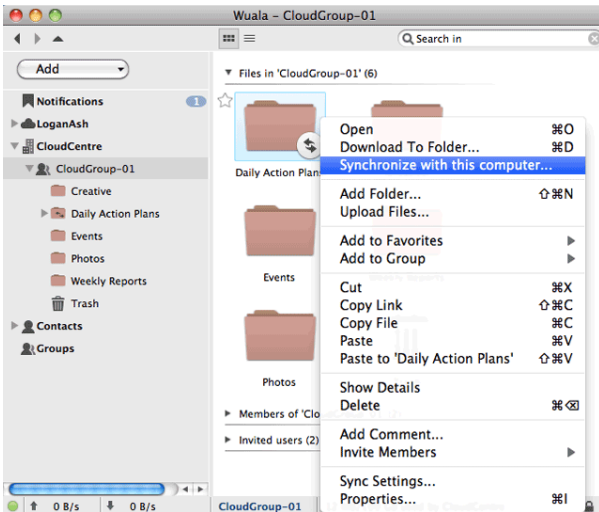 Wuala – CloudGroup-01
Search in
Add
Notifications 1
LoganAsh
CloudCentre
CloudGroup-01
Creative
Daily Action Plans
Events
Photos
Weekly Reports
Trash
Contacts
Groups
Files in 'CloudGroup-01' (6)
Daily Action Plans
Events
Photos
Members of 'Clou
Invited users (2)
Open ⌘O
Download To Folder... ⌘D
Synchronize with this computer...
Add Folder... ⇧⌘N
Upload Files...
Add to Favorites
Add to Group
Cut ⌘X
Copy Link ⇧⌘C
Copy File ⌘C
Paste ⌘V
Paste to 'Daily Action Plans' ⇧⌘V
Show Details
Delete ⌘⌫
Add Comment...
Invite Members
Sync Settings...
Properties... ⌘I
0 B/s 0 B/s CloudGroup-01